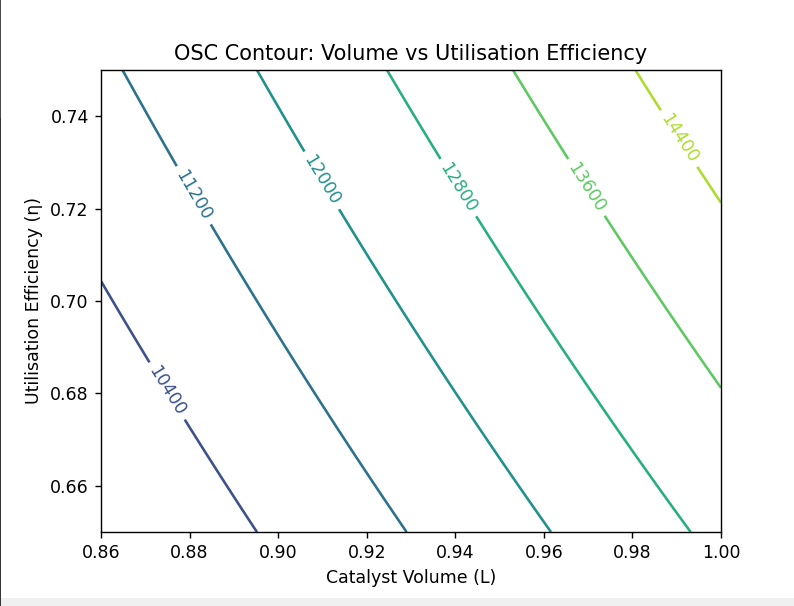 OSC Contour: Volume vs Utilisation Efficiency
Utilisation Efficiency (η)
0.74
0.72
0.70
0.68
0.66
10400
11200
12000
12800
13600
14400
0.86 0.88 0.90 0.92 0.94 0.96 0.98 1.00
Catalyst Volume (L)